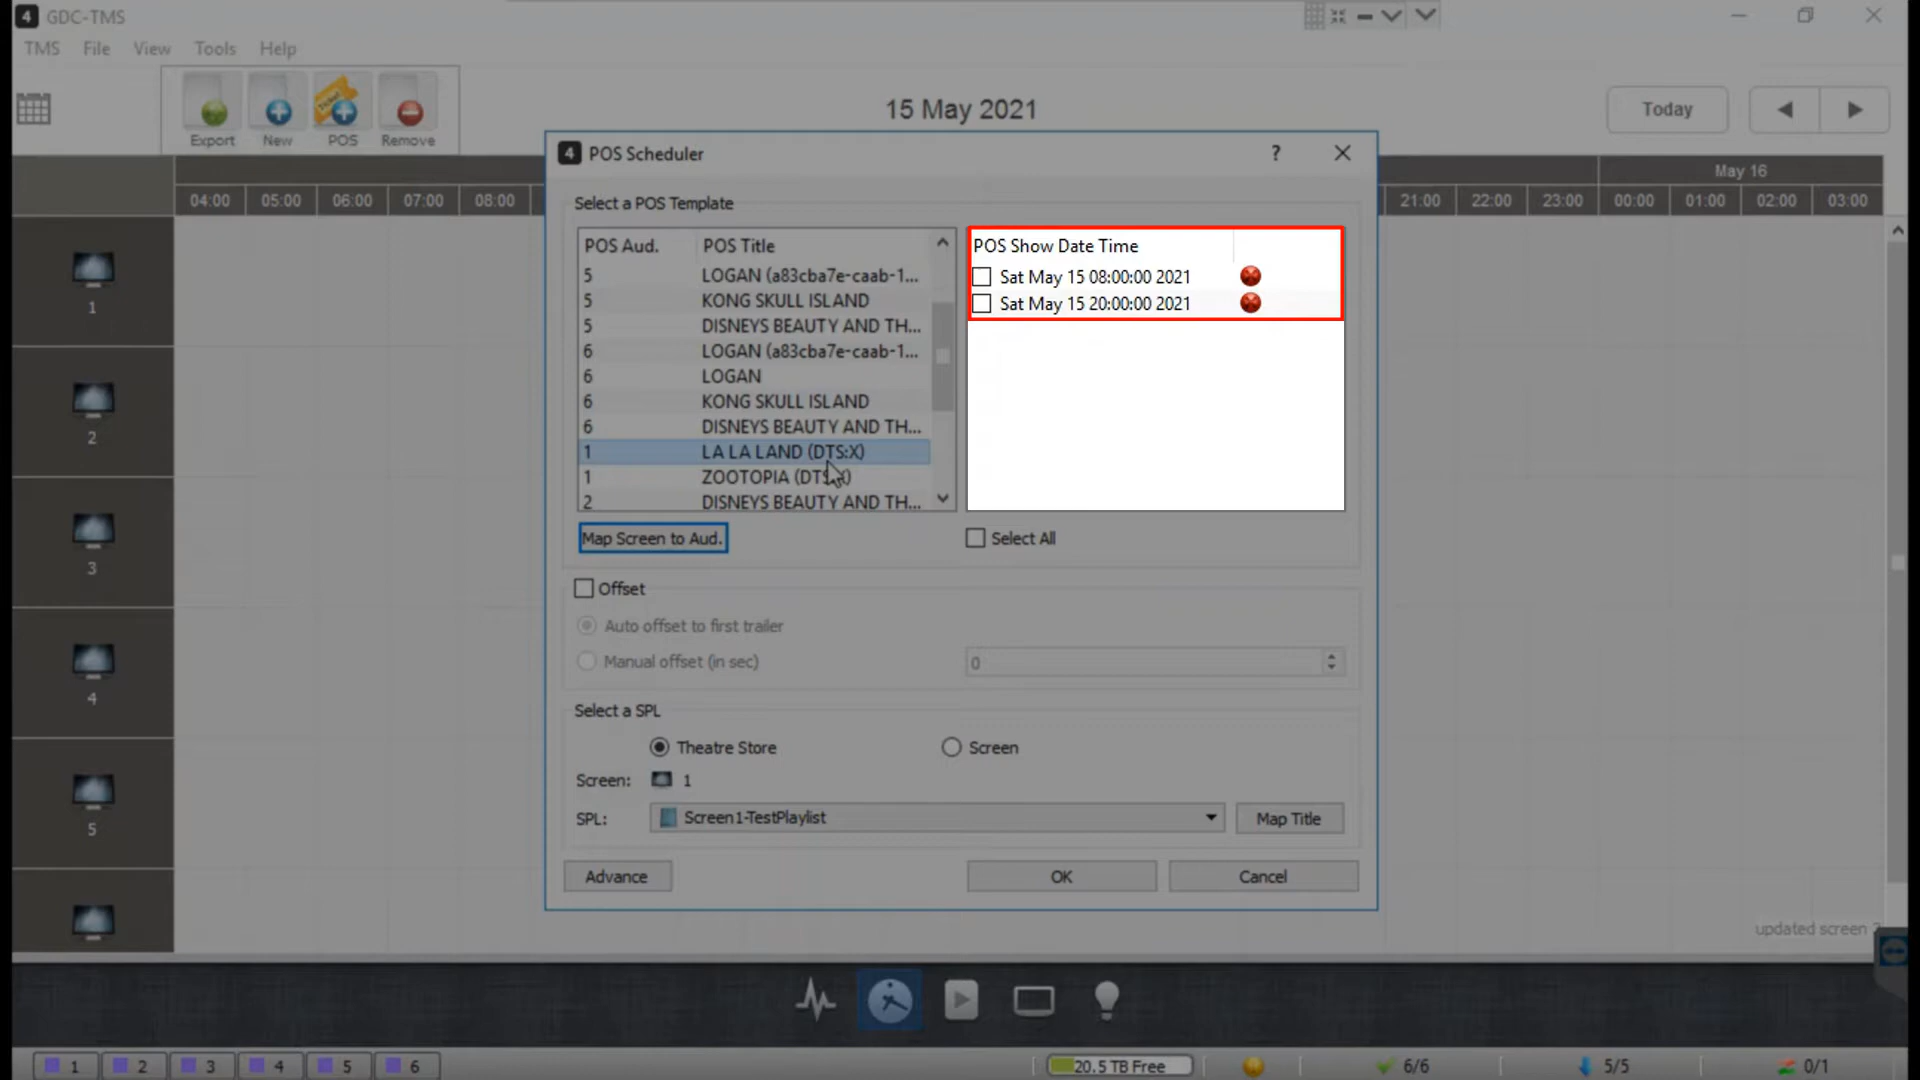 4 GDC-TMS
TMS File View Tools Help
Export New POS Remove
Ticket
15 May 2021
Today
4 POS Scheduler ?
May 16
04:00 05:00 06:00 07:00 08:00 21:00 22:00 23:00 00:00 01:00 02:00 03:00
Select a POS Template
POS Aud. POS Title
5 LOGAN (a83cba7e-caab-1...
5 KONG SKULL ISLAND
5 DISNEYS BEAUTY AND TH...
6 LOGAN (a83cba7e-caab-1...
6 LOGAN
6 KONG SKULL ISLAND
6 DISNEYS BEAUTY AND TH...
1 LA LA LAND (DTS:X)
1 ZOOTOPIA (DTS:X)
2 DISNEYS BEAUTY AND TH...
POS Show Date Time
Sat May 15 08:00:00 2021
Sat May 15 20:00:00 2021
Map Screen to Aud.
Select All
Offset
Auto offset to first trailer
Manual offset (in sec) 0
Select a SPL
Theatre Store Screen
Screen: 1
SPL: Screen1-TestPlaylist Map Title
Advance OK Cancel
1
2
3
4
5
updated screen
1 2 3 4 5 6 20.5 TB Free 6/6 5/5 0/1